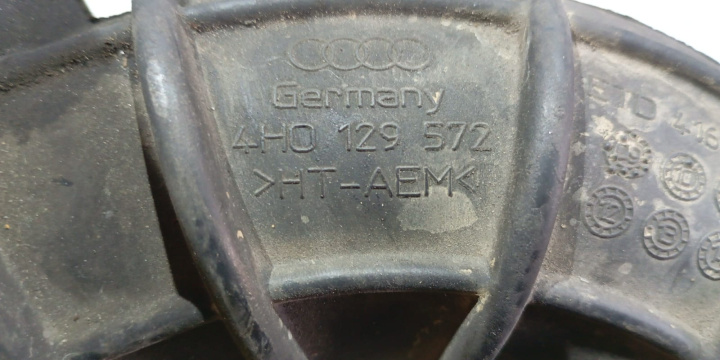 Germany
4H0 129 572
>HT-AEM<